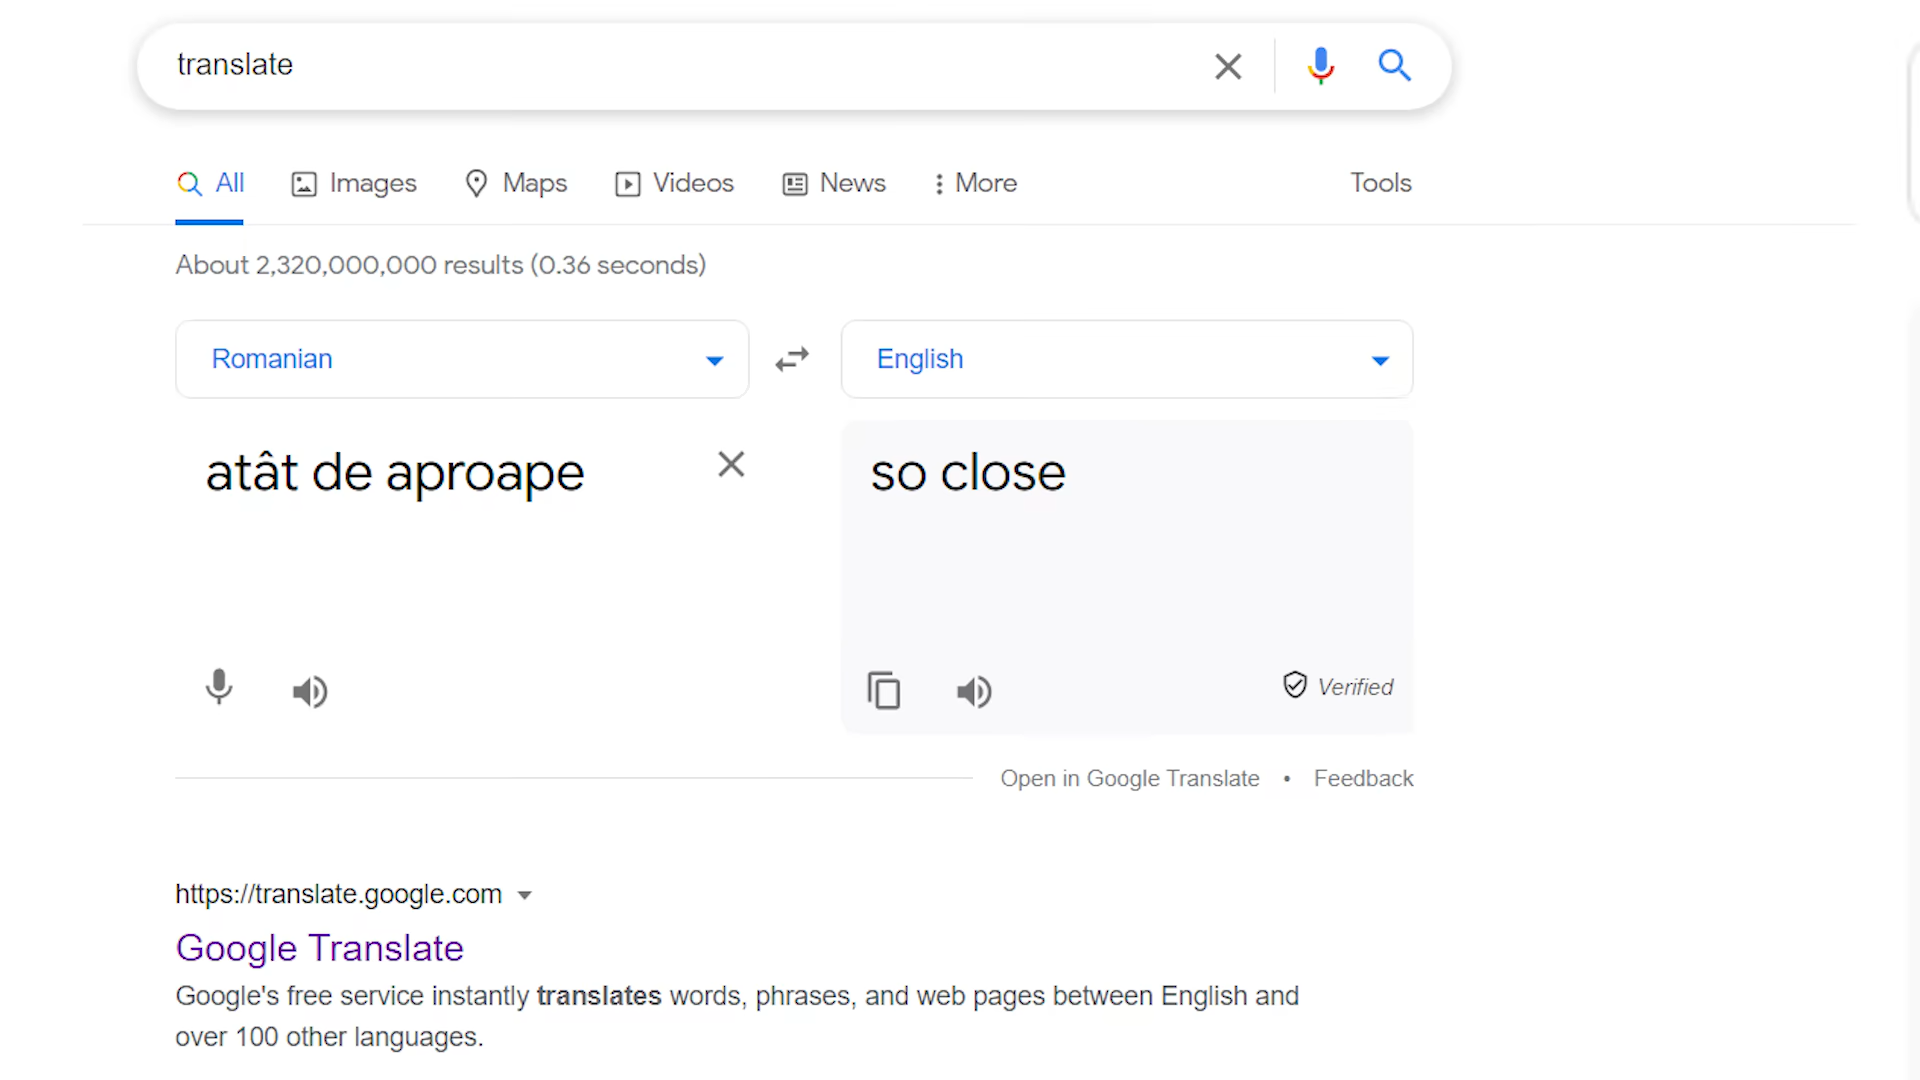 translate
All Images Maps Videos News More Tools
About 2,320,000,000 results (0.36 seconds)
Romanian English
atât de aproape so close
Verified
Open in Google Translate • Feedback
https://translate.google.com
Google Translate
Google's free service instantly translates words, phrases, and web pages between English and
over 100 other languages.